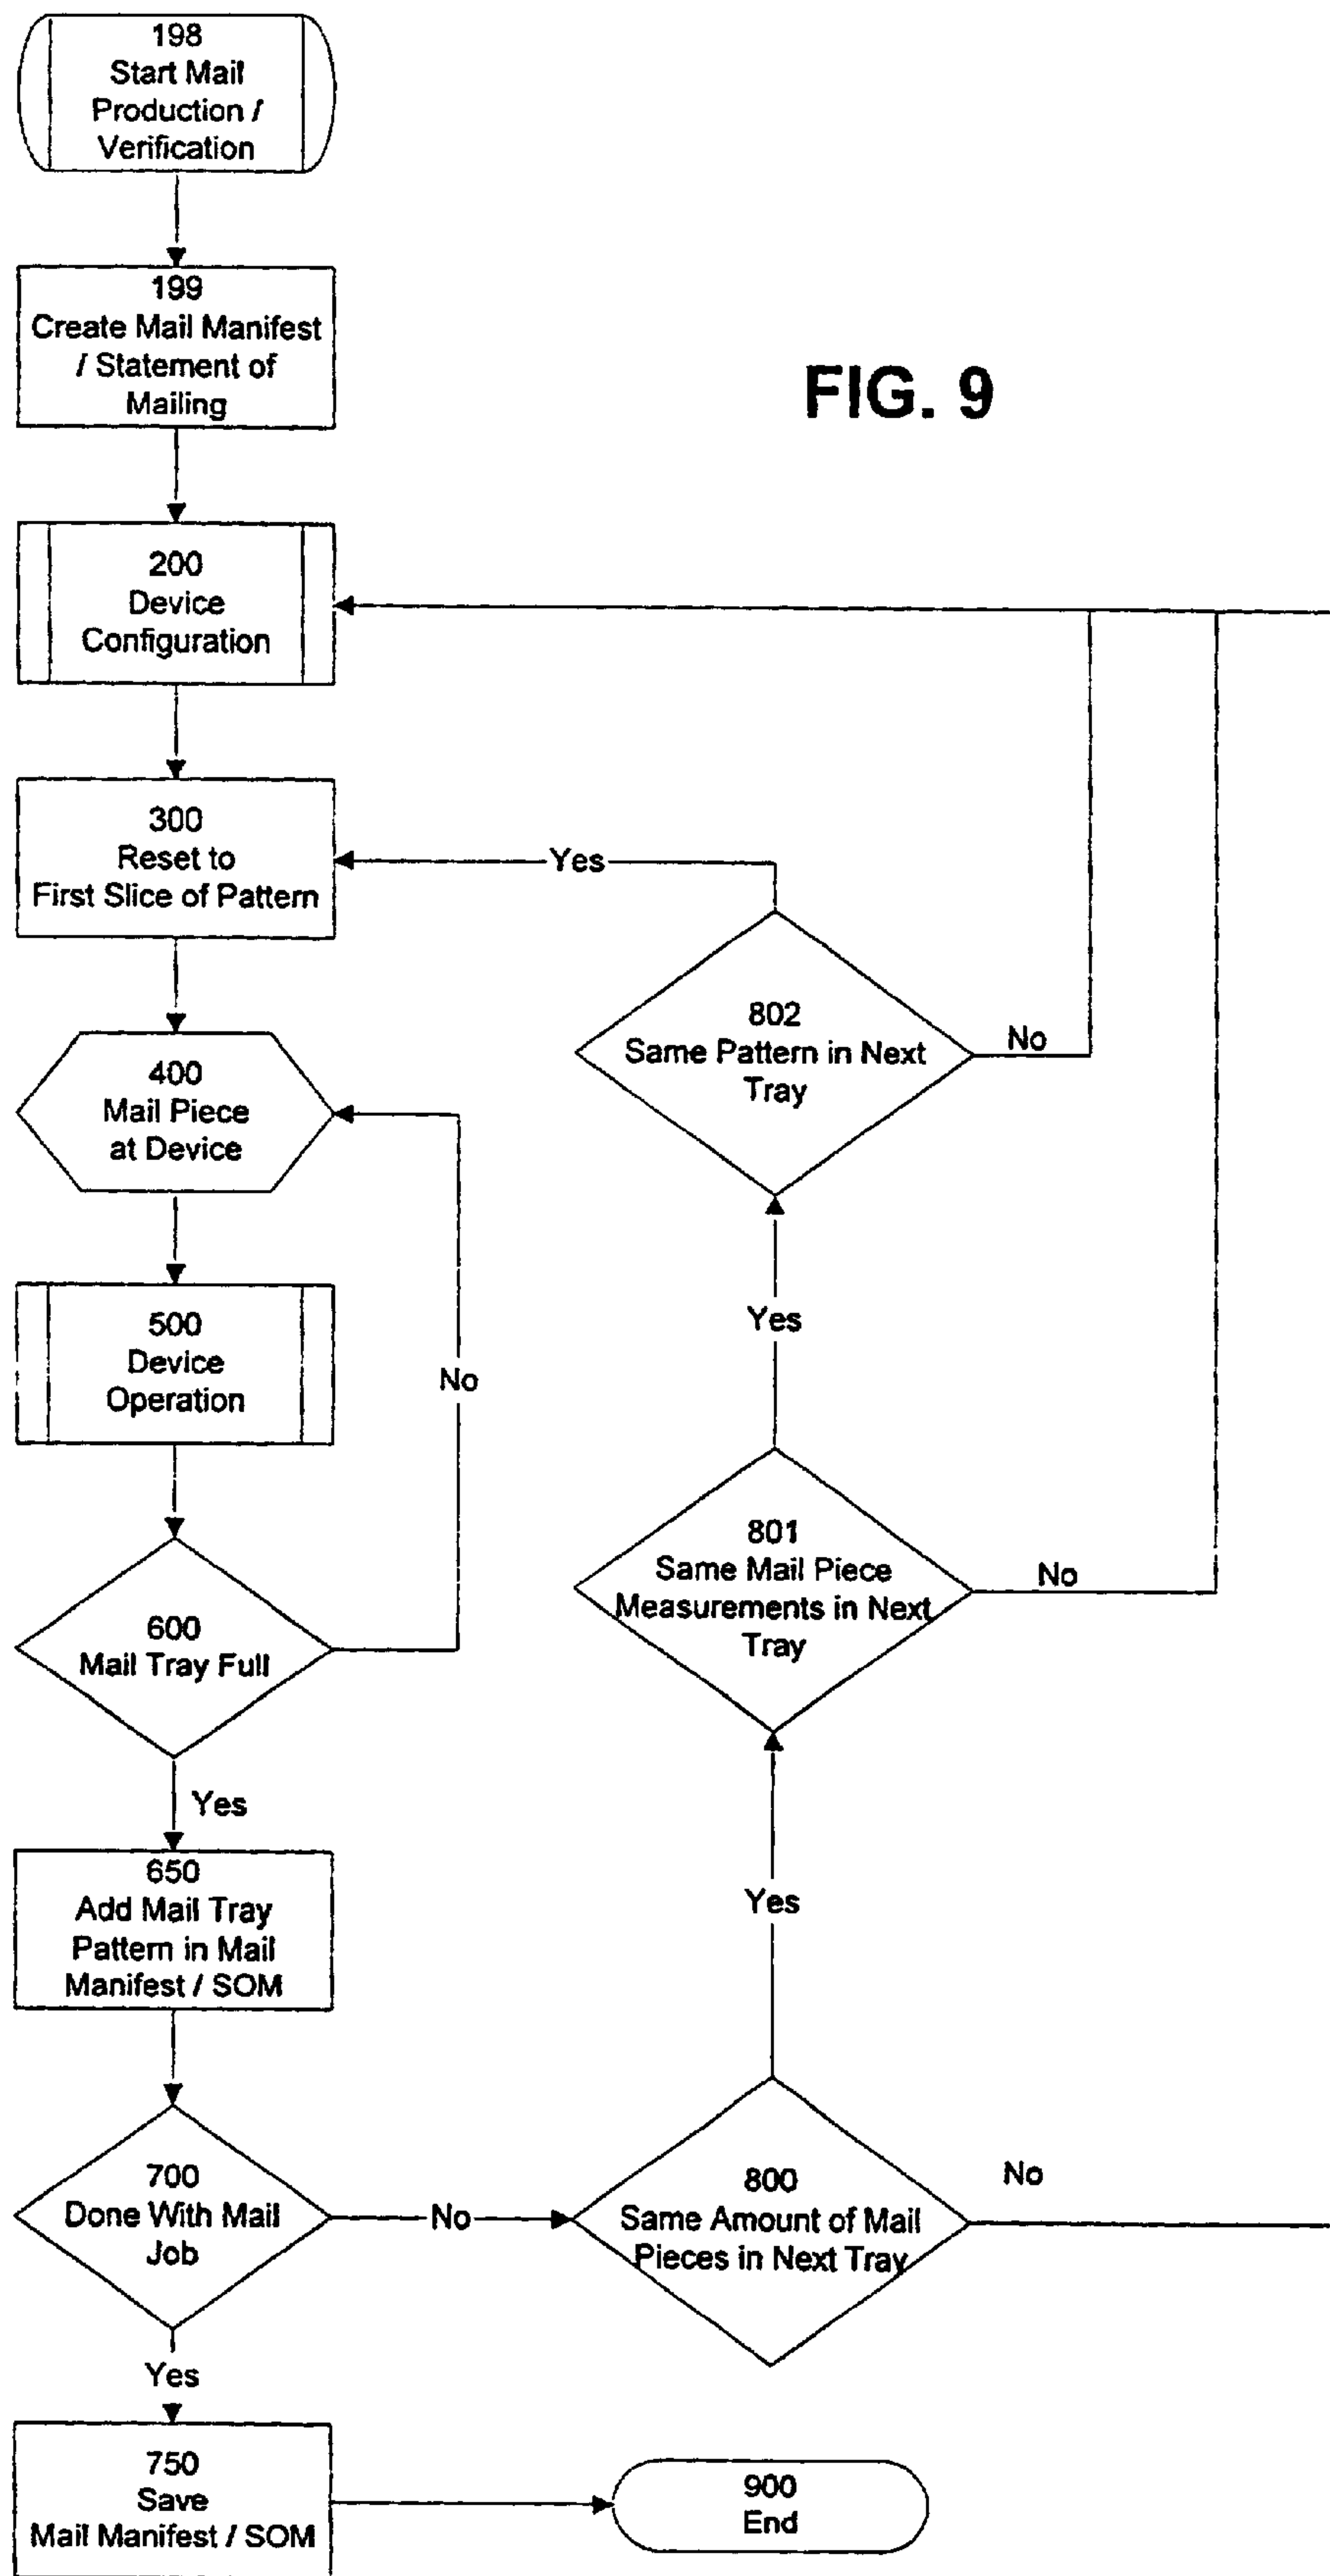 198
Start Mail
Production /
Verification
199
Create Mail Manifest
/ Statement of
Mailing
FIG. 9
200
Device
Configuration
300
Reset to
First Slice of Pattern
Yes
400
Mail Piece
at Device
802
Same Pattern in Next
Tray
No
500
Device
Operation
No
Yes
600
Mail Tray Full
801
Same Mail Piece
Measurements in Next
Tray
No
Yes
650
Add Mail Tray
Pattern in Mail
Manifest / SOM
Yes
700
Done With Mail
Job
No
800
Same Amount of Mail
Pieces in Next Tray
No
Yes
750
Save
Mail Manifest / SOM
900
End